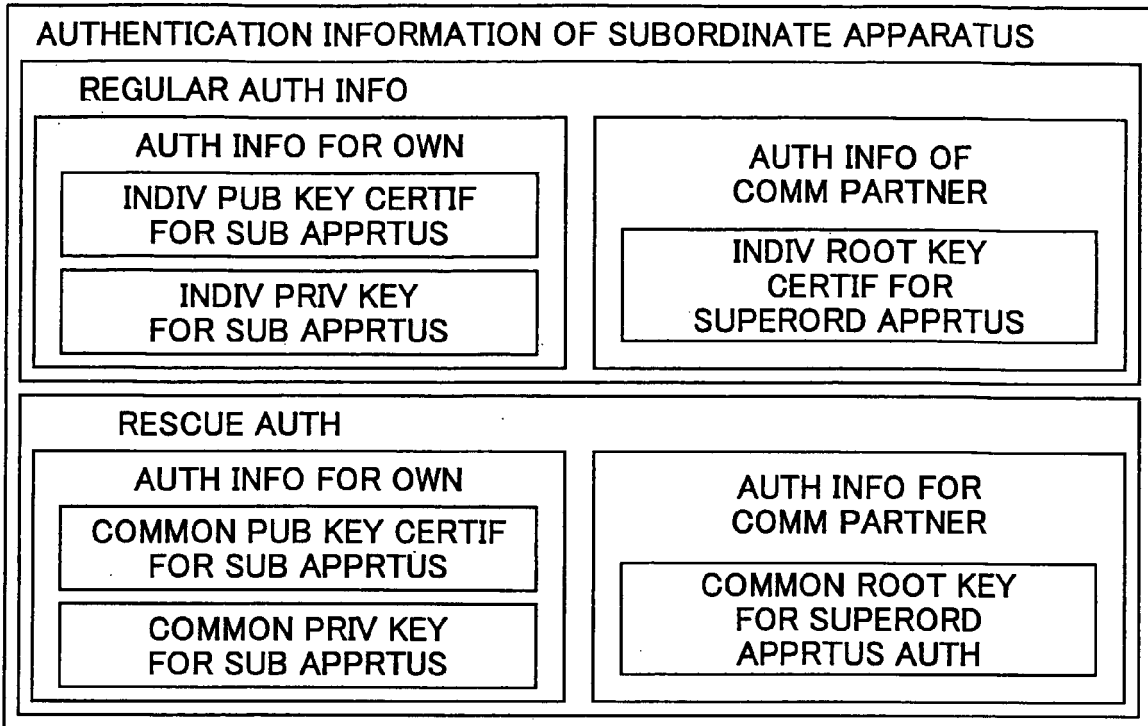 AUTHENTICATION INFORMATION OF SUBORDINATE APPARATUS
REGULAR AUTH INFO
AUTH INFO FOR OWN
INDIV PUB KEY CERTIF
FOR SUB APPRTUS
INDIV PRIV KEY
FOR SUB APPRTUS
AUTH INFO OF
COMM PARTNER
INDIV ROOT KEY
CERTIF FOR
SUPERORD APPRTUS
RESCUE AUTH
AUTH INFO FOR OWN
COMMON PUB KEY CERTIF
FOR SUB APPRTUS
COMMON PRIV KEY
FOR SUB APPRTUS
AUTH INFO FOR
COMM PARTNER
COMMON ROOT KEY
FOR SUPERORD
APPRTUS AUTH